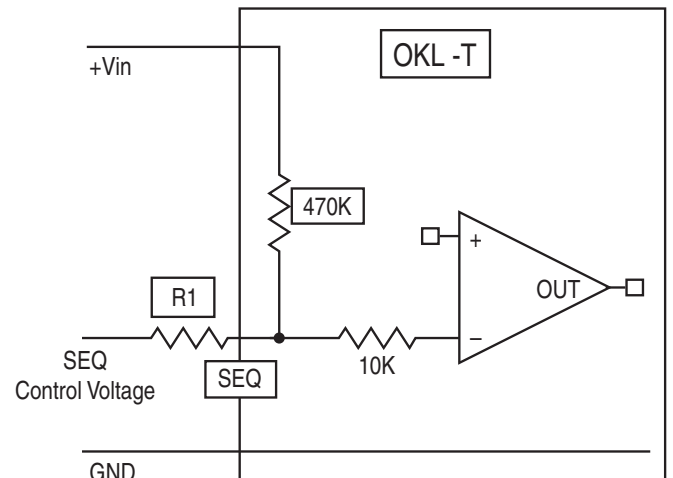 OKL -T
+Vin
470K
+
OUT
R1
–
SEQ
Control Voltage
SEQ
10K
GND